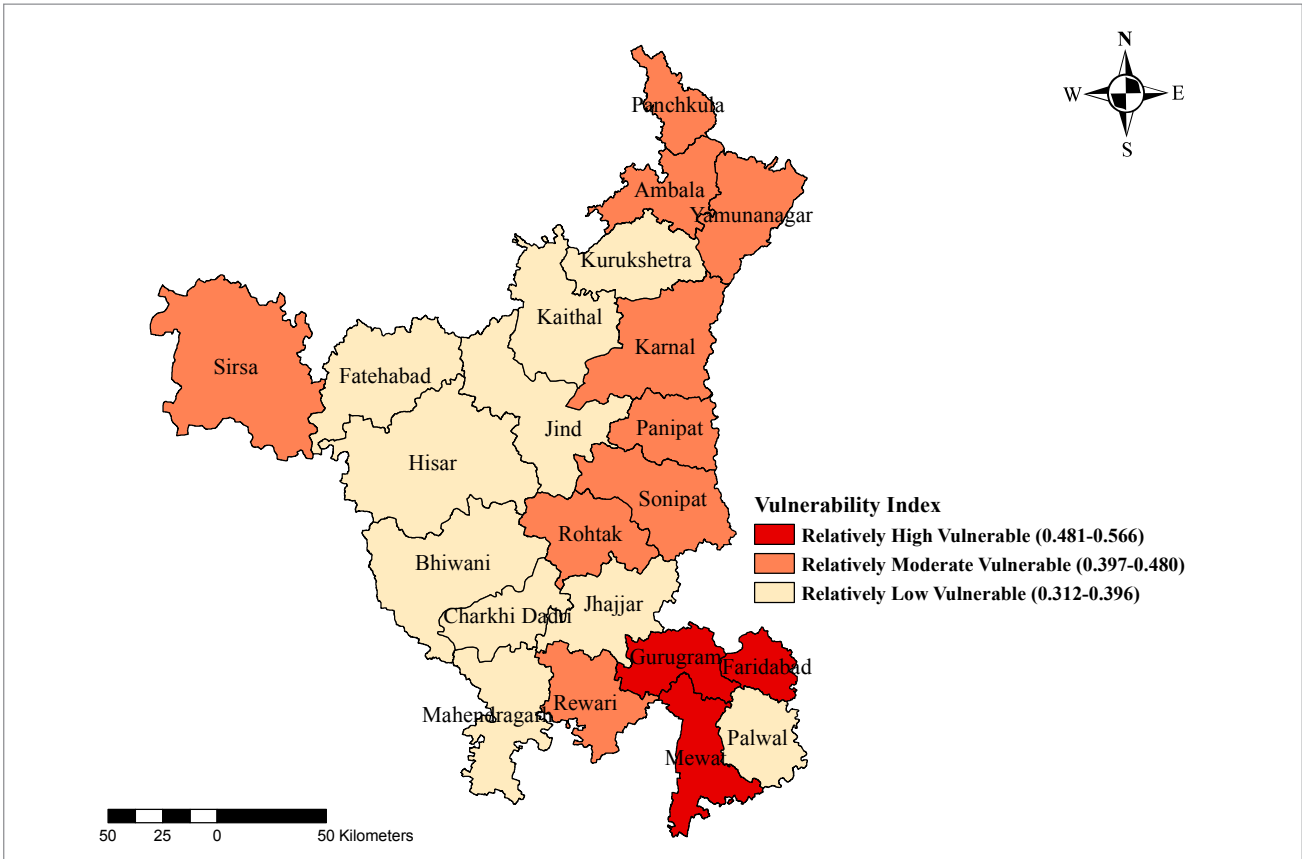 N
W E
S
Panchkula
Ambala
Yamunanagar
Kurukshetra
Kaithal
Karnal
Sirsa
Fatehabad
Jind
Panipat
Hisar
Sonipat
Rohtak
Bhiwani
Charkhi Dadri
Jhajjar
Gurugram
Faridabad
Rewari
Mahendragarh
Palwal
Mewat
Vulnerability Index
Relatively High Vulnerable (0.481-0.566)
Relatively Moderate Vulnerable (0.397-0.480)
Relatively Low Vulnerable (0.312-0.396)
50 25 0 50 Kilometers